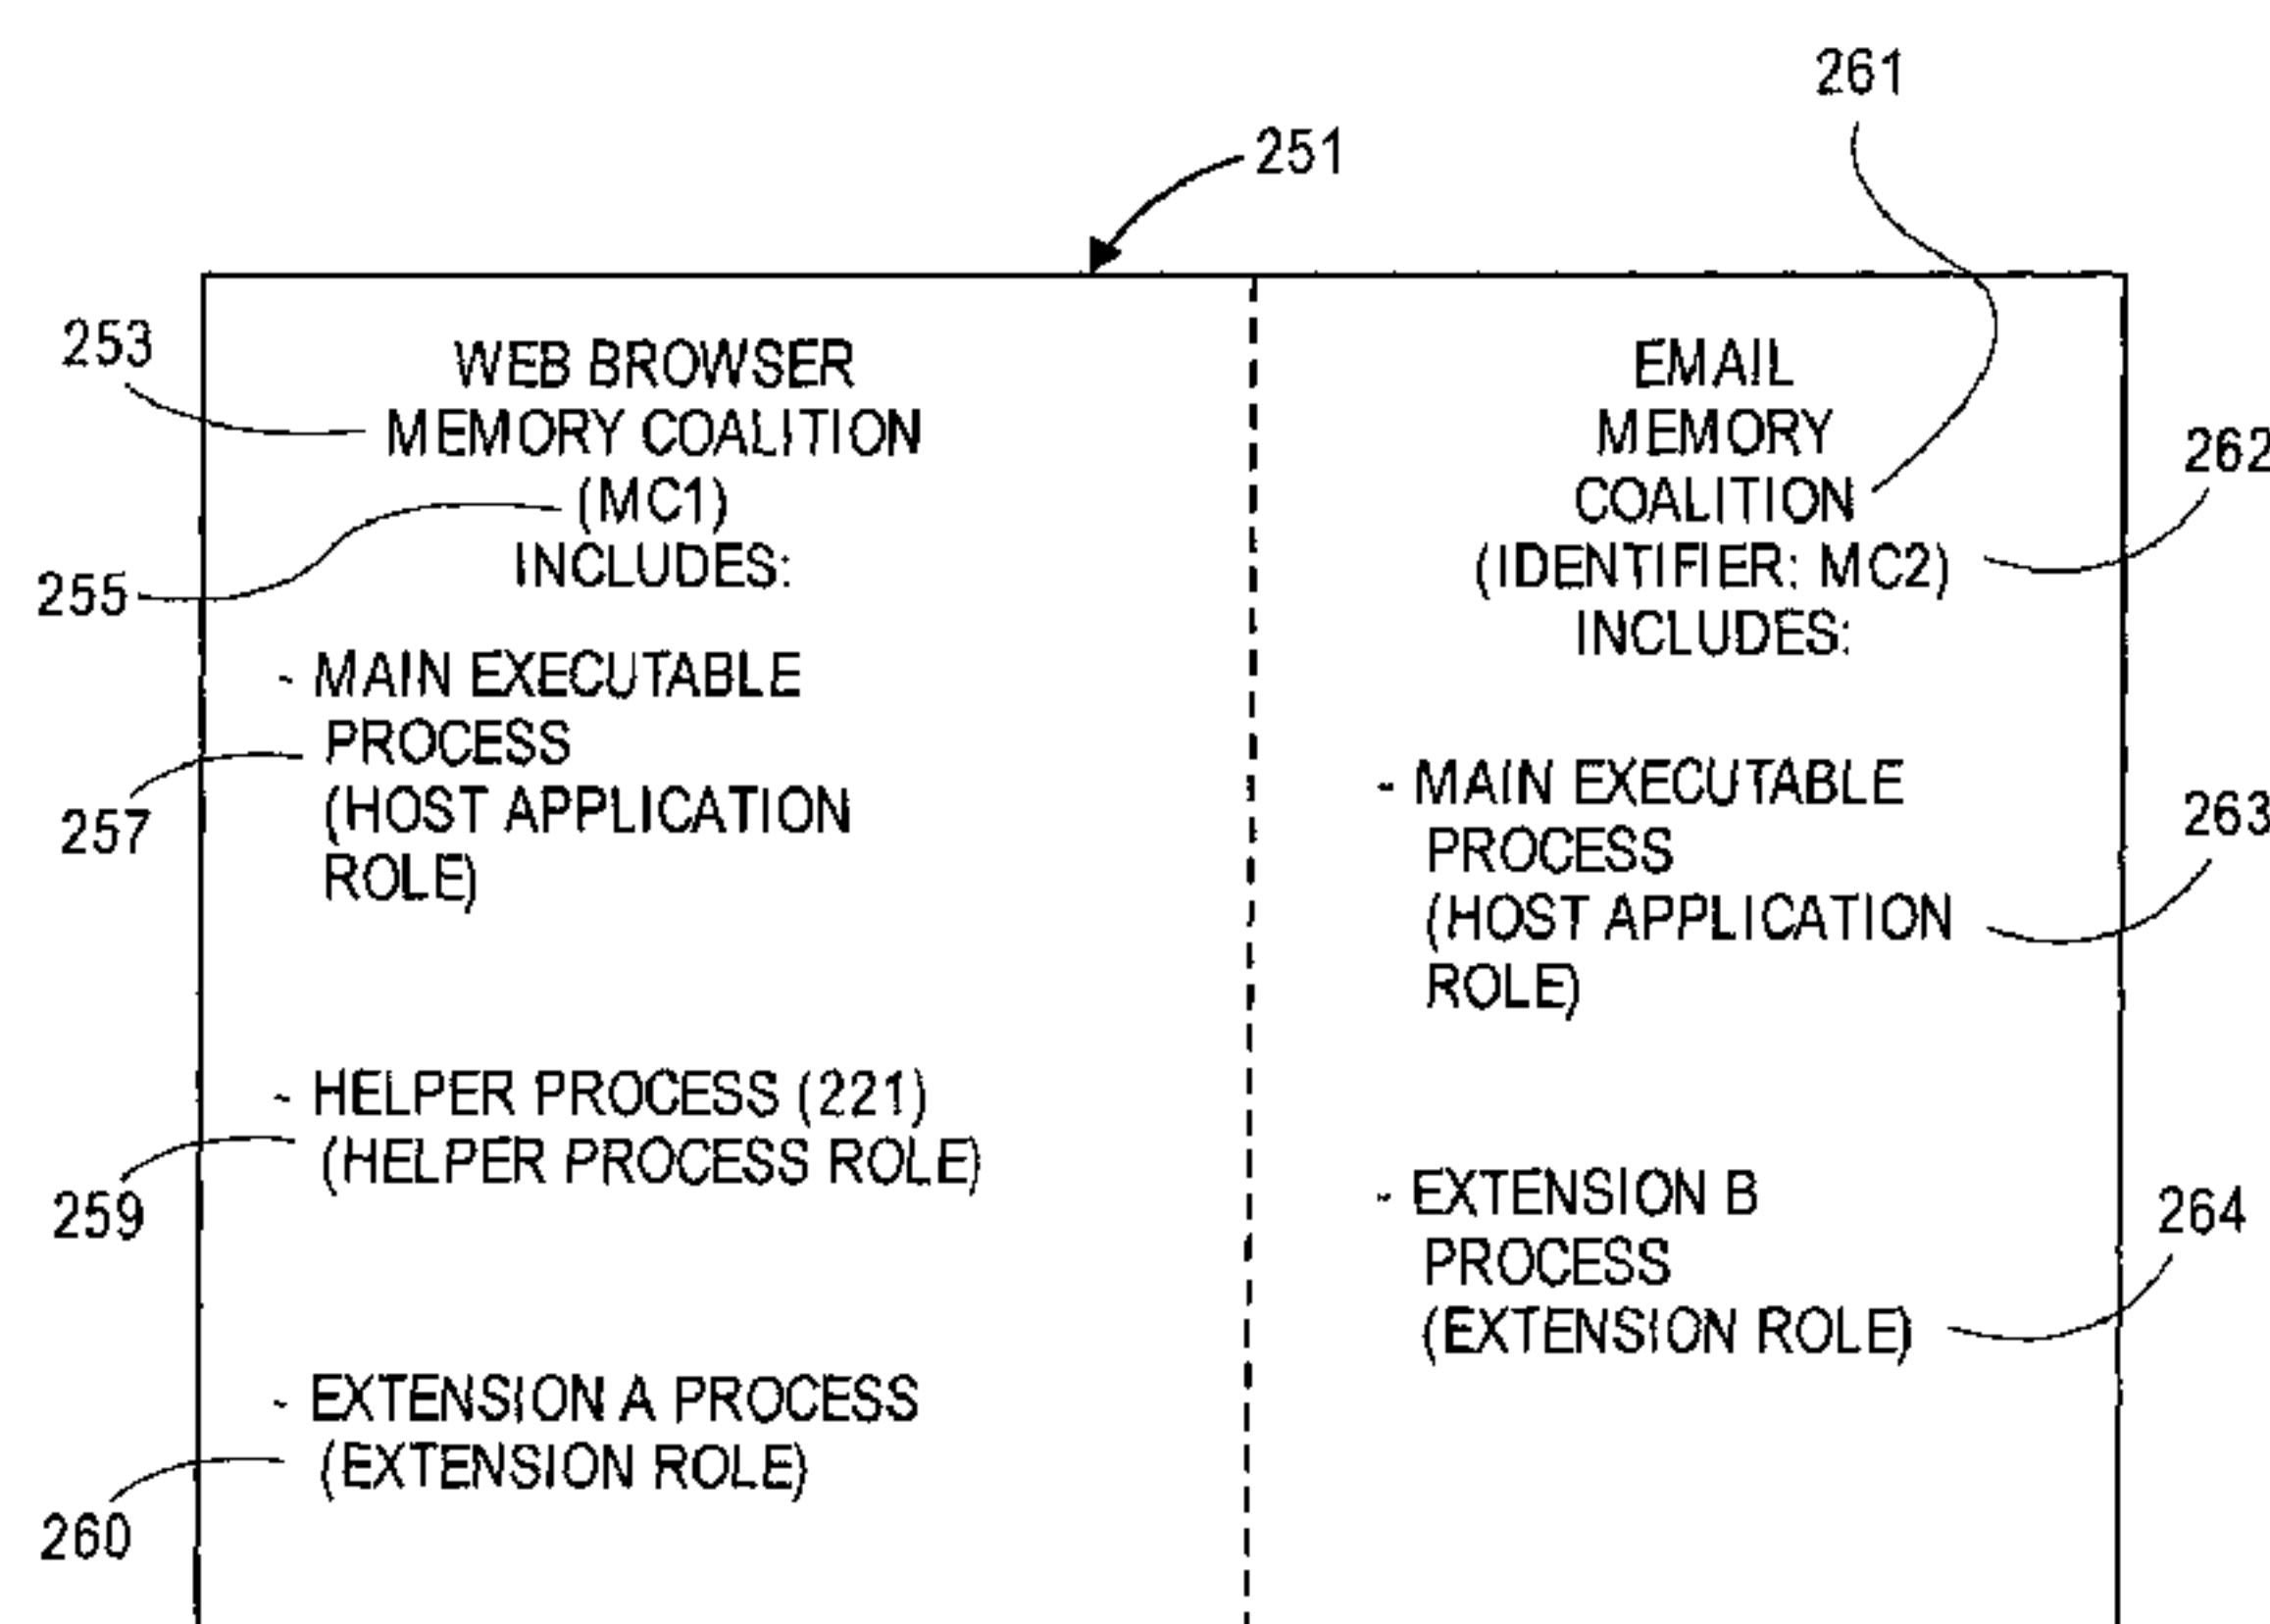 261
251
253
WEB BROWSER
MEMORY COALITION
(MC1)
INCLUDES:
255
- MAIN EXECUTABLE
PROCESS
(HOST APPLICATION
ROLE)
257
- HELPER PROCESS (221)
(HELPER PROCESS ROLE)
259
- EXTENSION A PROCESS
(EXTENSION ROLE)
260
EMAIL
MEMORY
COALITION
(IDENTIFIER: MC2)
INCLUDES:
262
- MAIN EXECUTABLE
PROCESS
(HOST APPLICATION
ROLE)
263
- EXTENSION B
PROCESS
(EXTENSION ROLE)
264